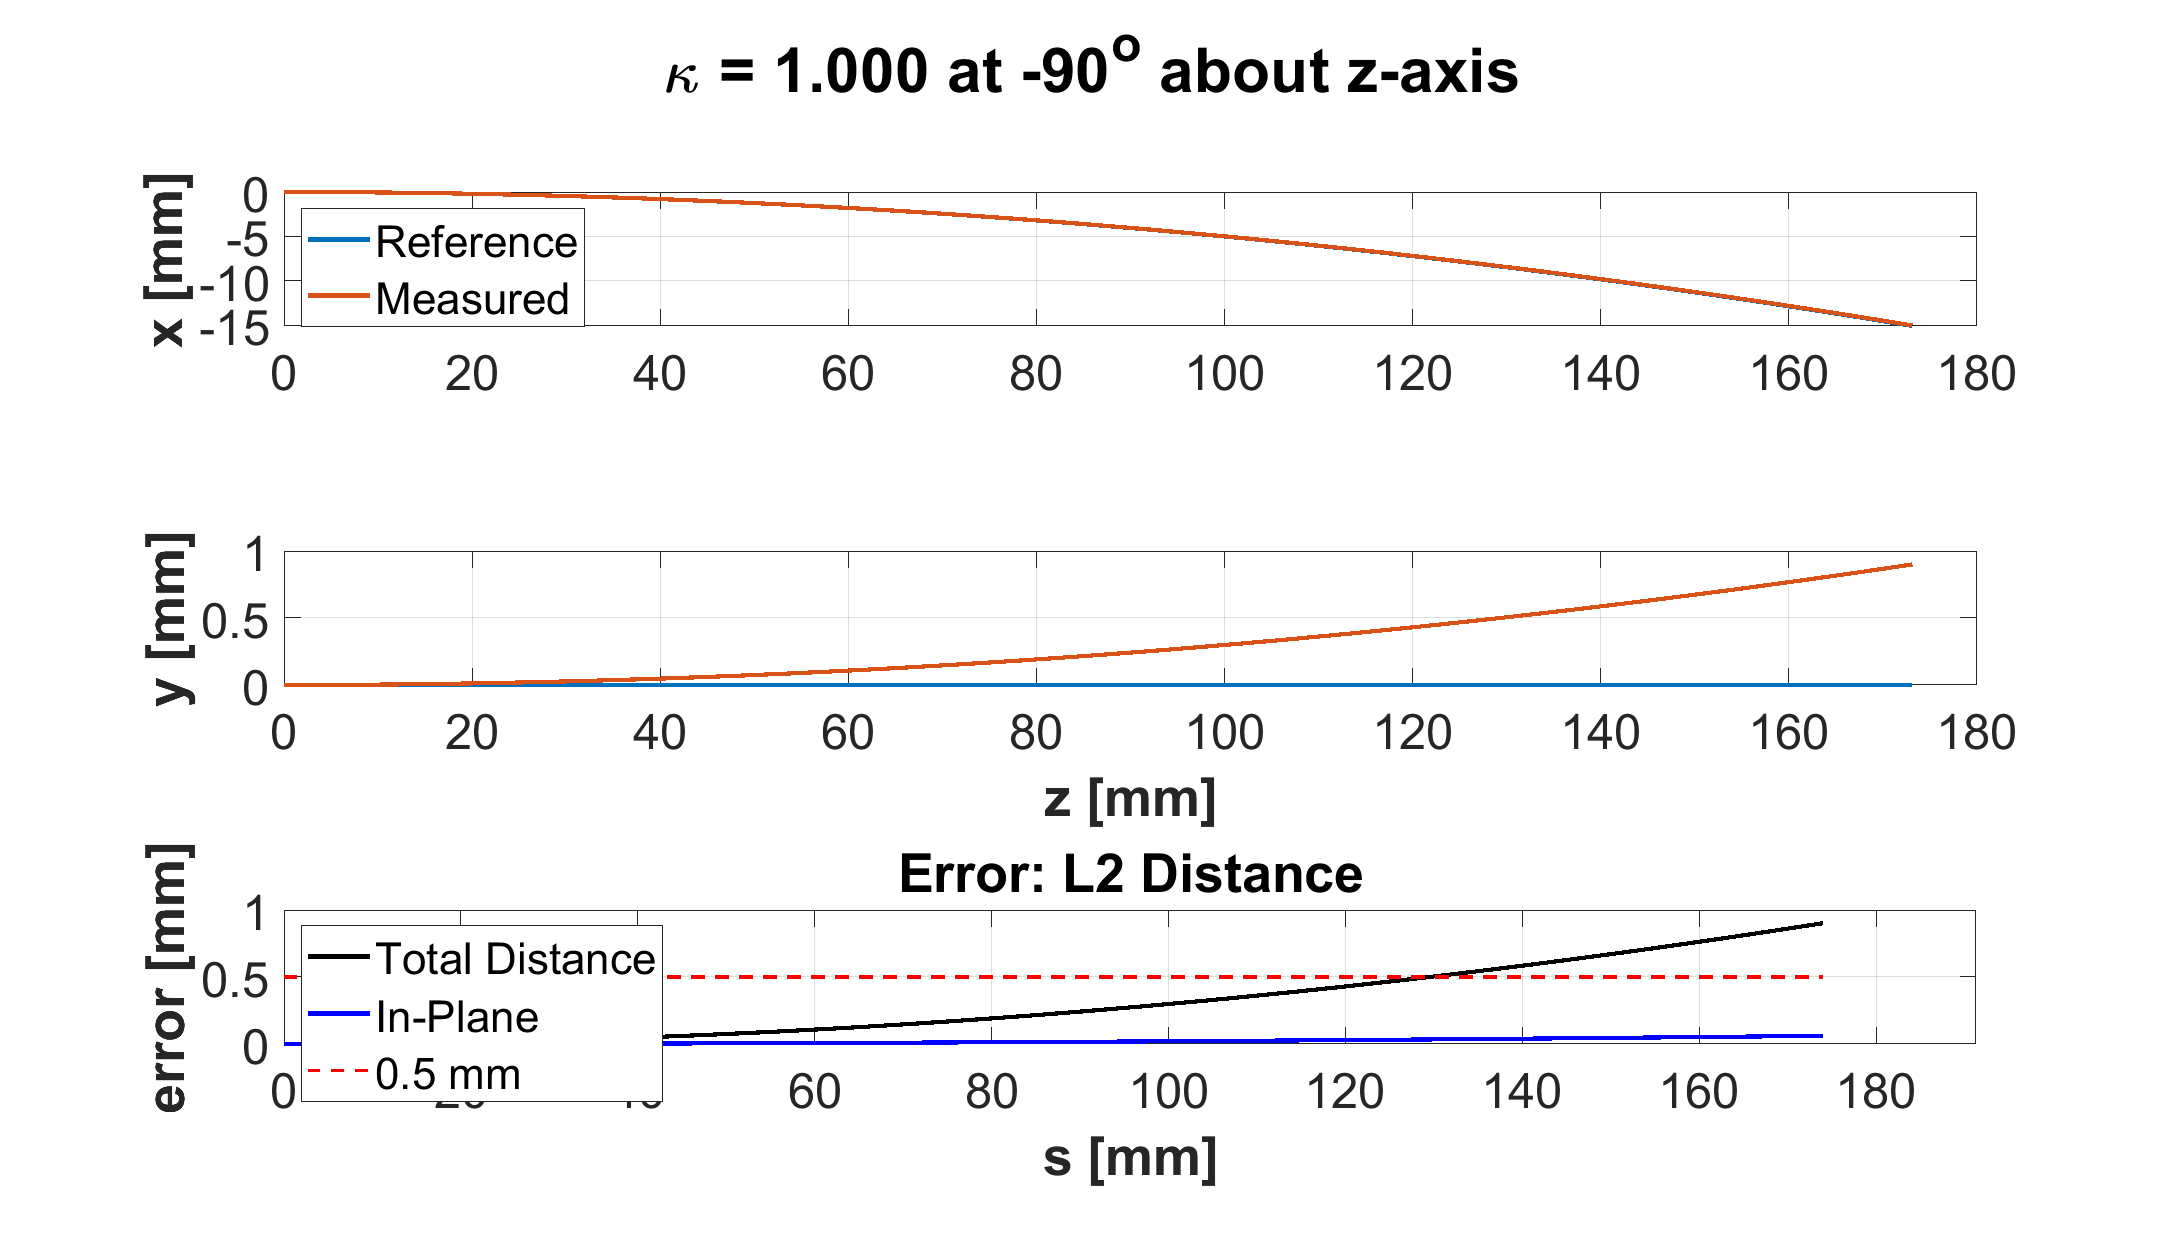 κ = 1.000 at -90° about z-axis
0
-5
-10
-15
x [mm]
Reference
Measured
0 20 40 60 80 100 120 140 160 180
1
0.5
0
y [mm]
0 20 40 60 80 100 120 140 160 180
z [mm]
Error: L2 Distance
1
0.5
0
error [mm]
Total Distance
In-Plane
0.5 mm
0 60 80 100 120 140 160 180
s [mm]